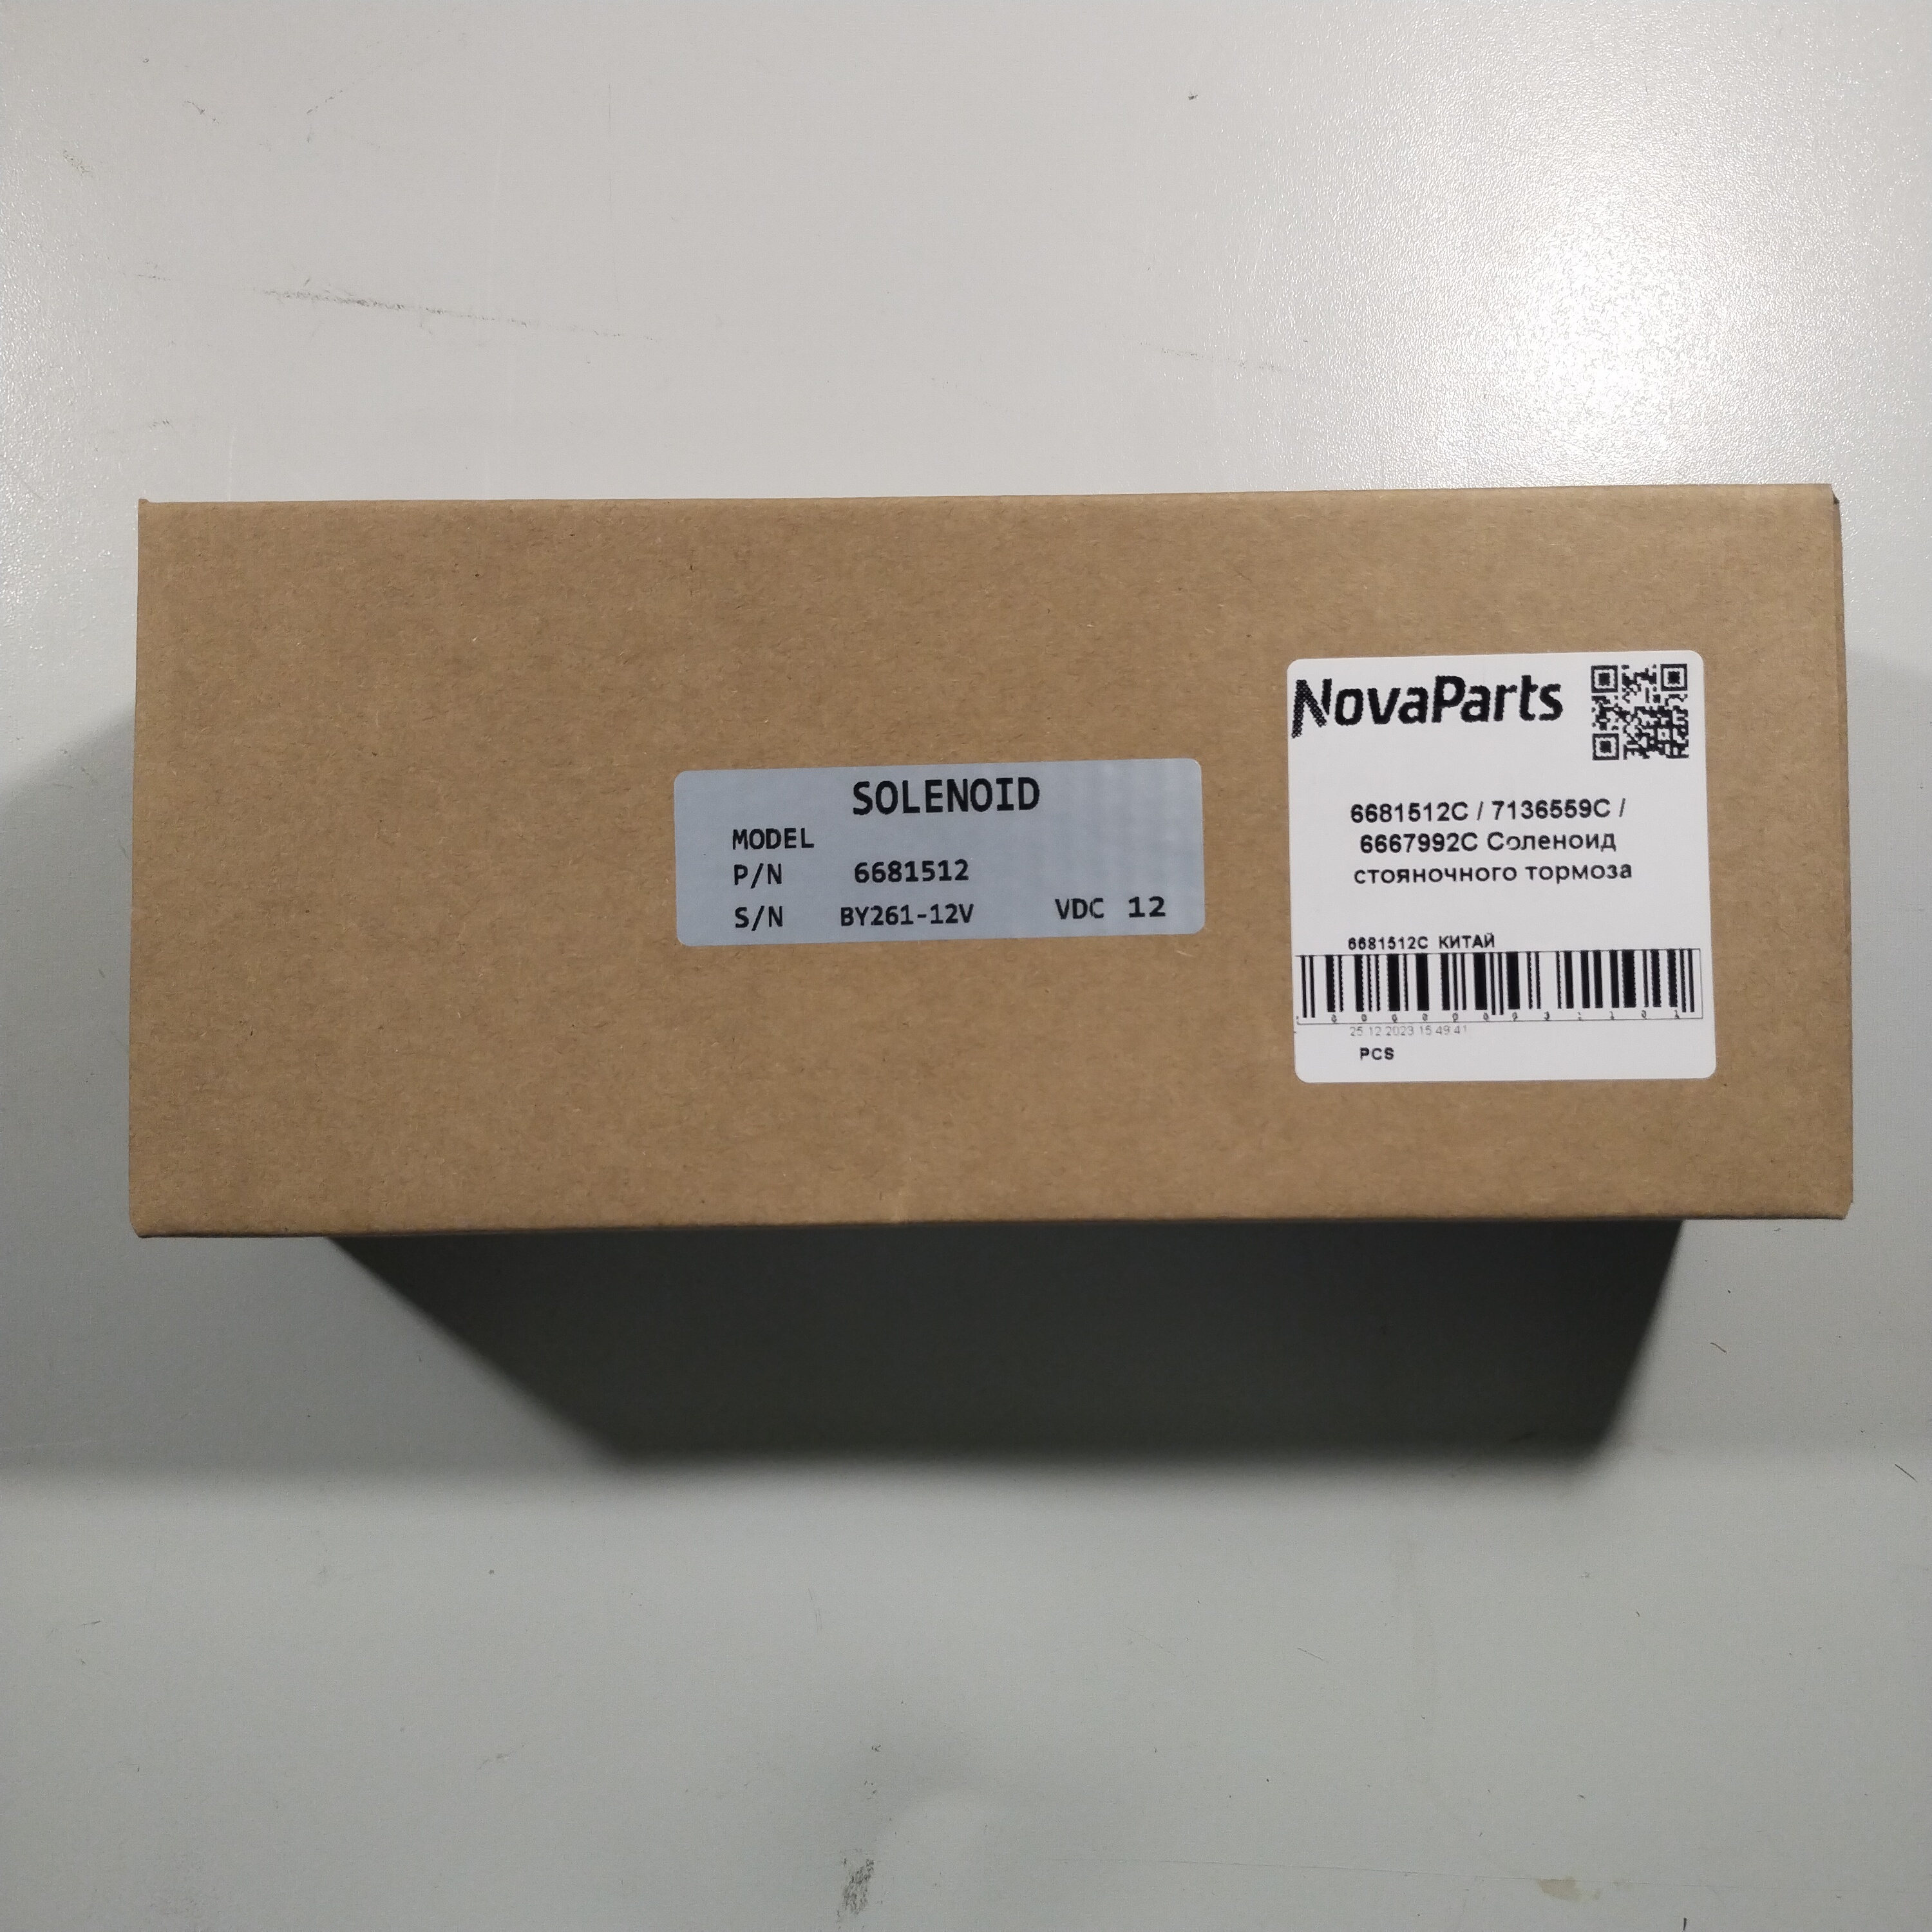 SOLENOID
MODEL
P/N 6681512
S/N BY261-12V VDC 12
NovaParts
6681512C / 7136559C /
6667992C Соленоид
стояночного тормоза
6681512C КИТАЙ
25.12.2023 15:49:41
PCS